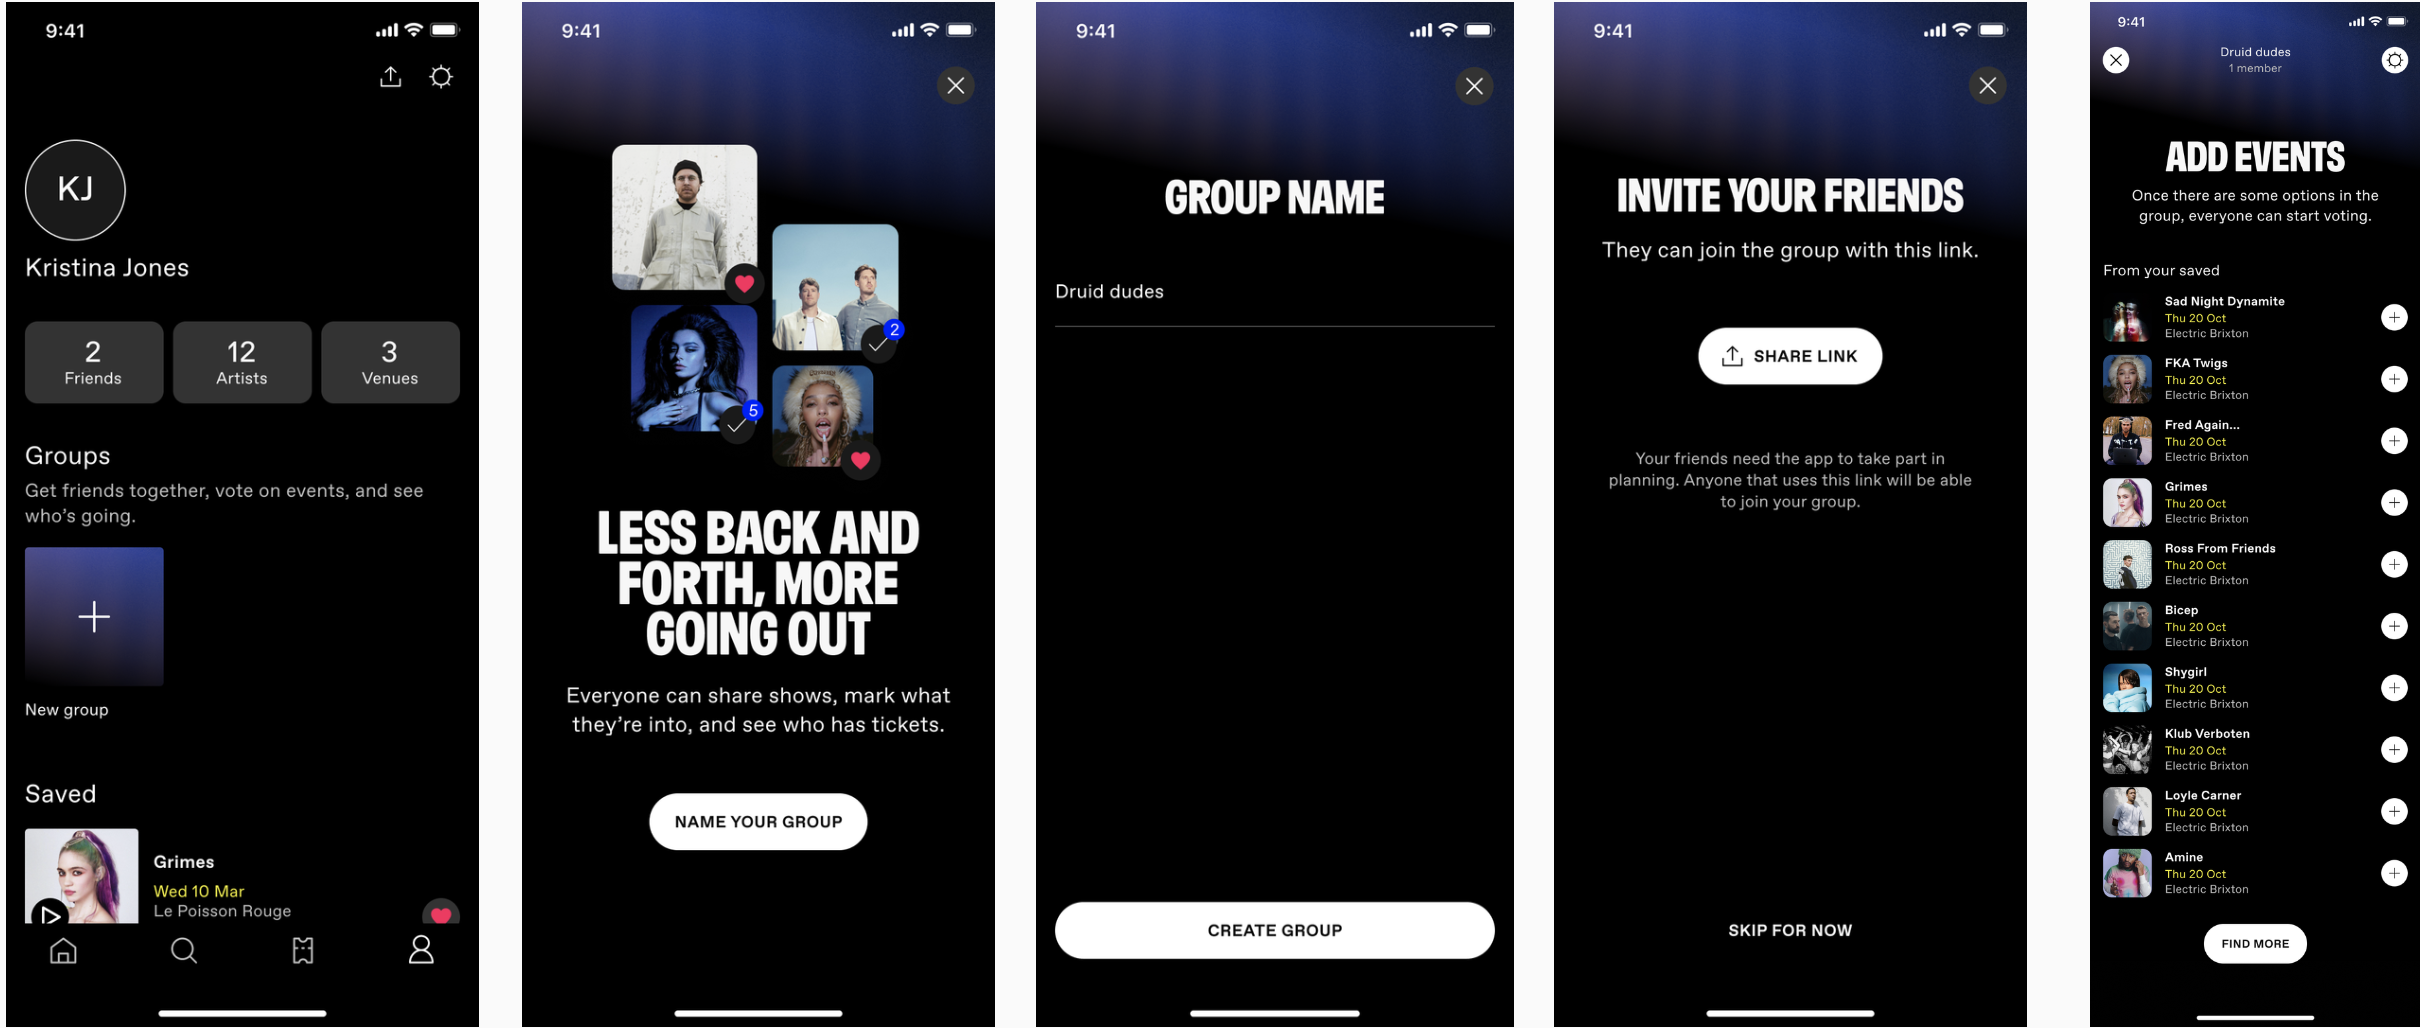 9:41
KJ
Kristina Jones
2
Friends
12
Artists
3
Venues
Groups
Get friends together, vote on events, and see
who's going.
New group
Saved
Grimes
Wed 10 Mar
Le Poisson Rouge
9:41
2
5
LESS BACK AND
FORTH, MORE
GOING OUT
Everyone can share shows, mark what
they're into, and see who has tickets.
NAME YOUR GROUP
9:41
GROUP NAME
Druid dudes
CREATE GROUP
9:41
INVITE YOUR FRIENDS
They can join the group with this link.
SHARE LINK
Your friends need the app to take part in
planning. Anyone that uses this link will be able
to join your group.
SKIP FOR NOW
9:41
Druid dudes
1 member
ADD EVENTS
Once there are some options in the
group, everyone can start voting.
From your saved
Sad Night Dynamite
Thu 20 Oct
Electric Brixton
FKA Twigs
Thu 20 Oct
Electric Brixton
Fred Again...
Thu 20 Oct
Electric Brixton
Grimes
Thu 20 Oct
Electric Brixton
Ross From Friends
Thu 20 Oct
Electric Brixton
Bicep
Thu 20 Oct
Electric Brixton
Shygirl
Thu 20 Oct
Electric Brixton
Klub Verboten
Thu 20 Oct
Electric Brixton
Loyle Carner
Thu 20 Oct
Electric Brixton
Amine
Thu 20 Oct
Electric Brixton
FIND MORE